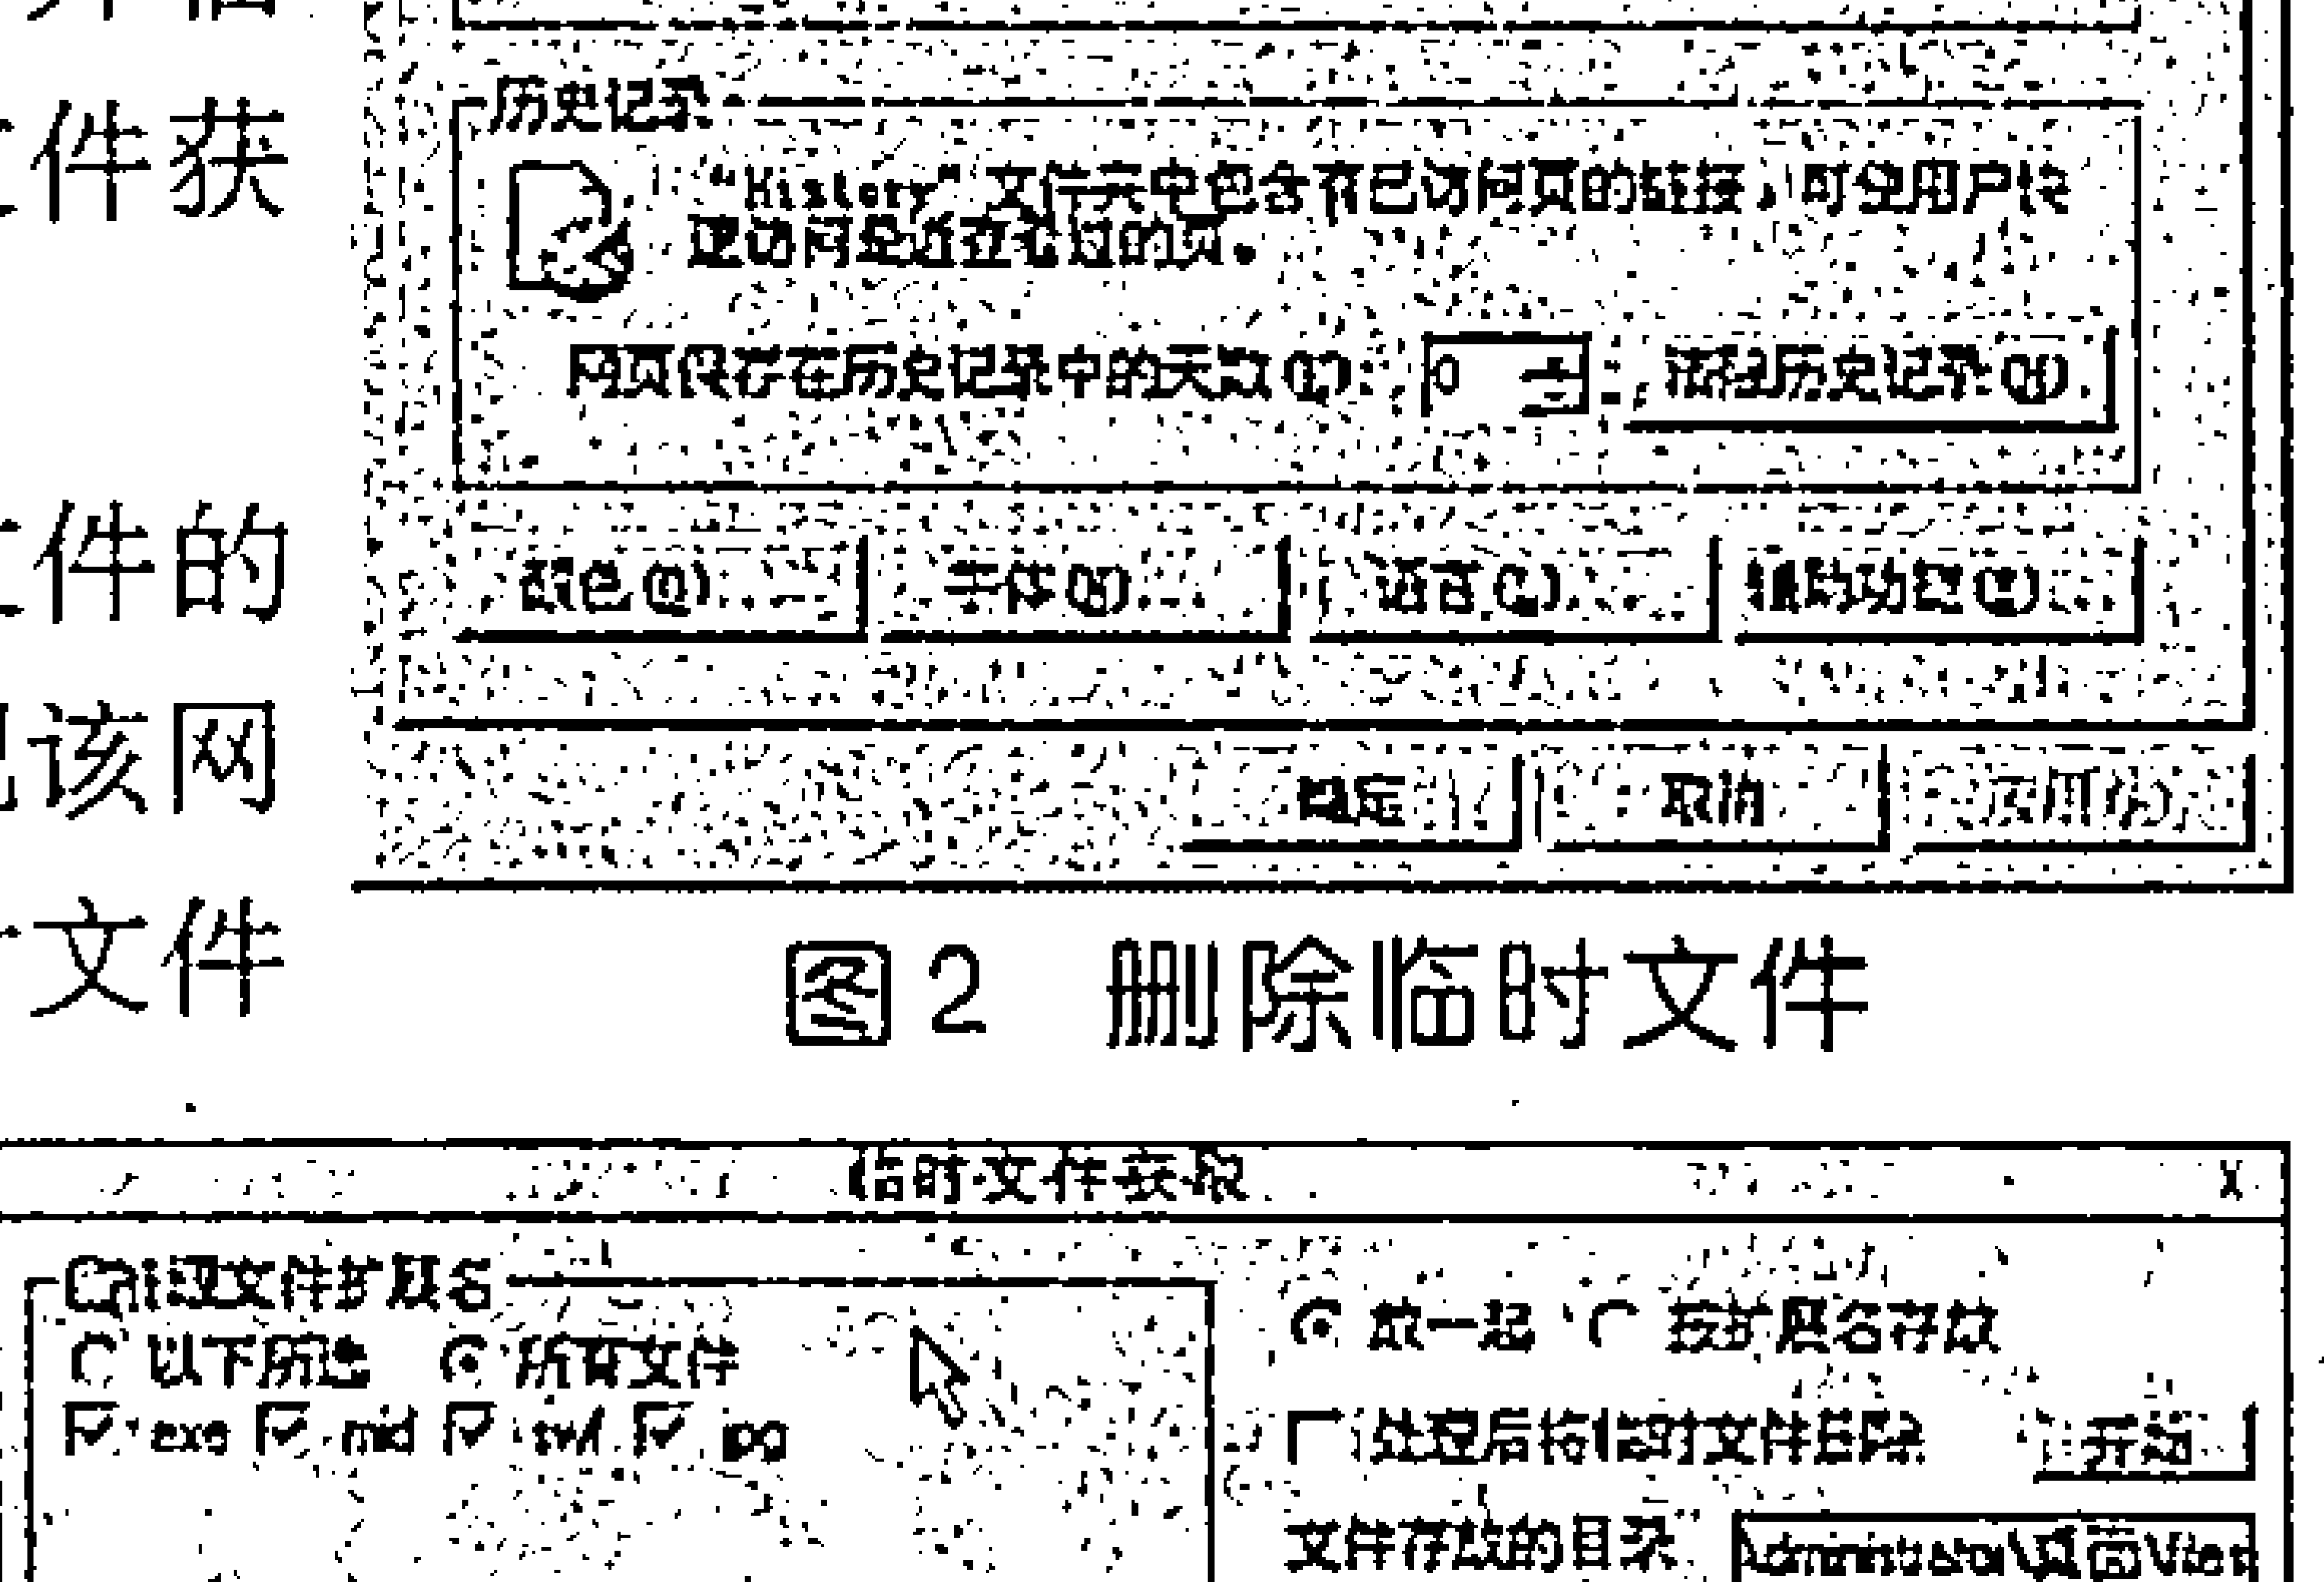 件获
件的
该网
文件
历史记录
“History”文件夹中包含有已访问页的链接，可使用户快
速访问最近查看过的页。
网页保存在历史记录中的天数(K): 0 清除历史记录(H)
颜色(O) 字体(N) 语言(L) 辅助功能(E)
确定 取消 应用(A)
图2 删除临时文件
临时文件获取 X
文件扩展名
以下所选 所有文件
exe mid swf jpg
放一起 按扩展名存放
处理后将临时文件删除 开始
文件存放的目录